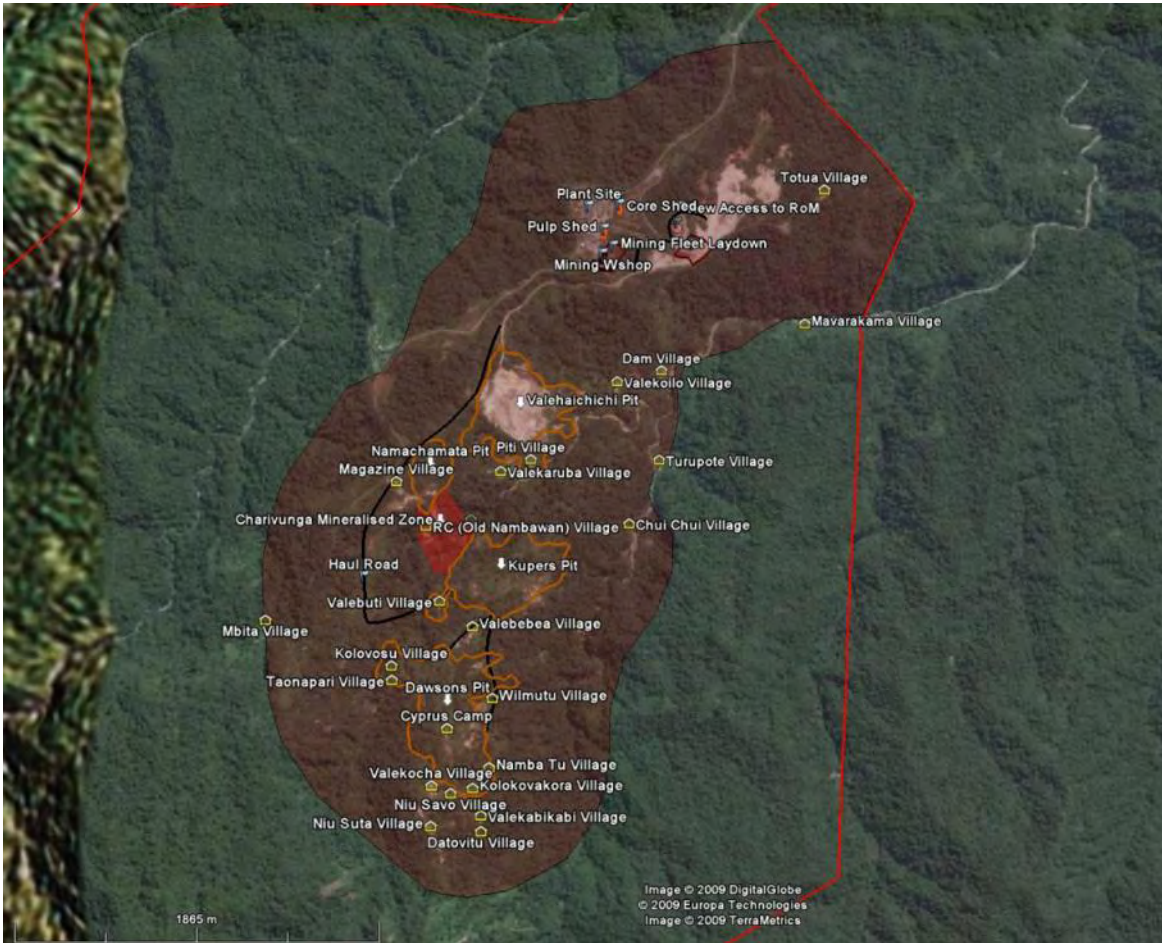 Totua Village
Plant Site
Core Shed
ew Access to RoM
Pulp Shed
Mining Fleet Laydown
Mining Wshop
Mavarakama Village
Dam Village
Valekoilo Village
Valehaichichi Pit
Namachamata Pit
Piti Village
Magazine Village
Valekaruba Village
Turupote Village
Charivunga Mineralised Zone
RC (Old Nambawan) Village
Chui Chui Village
Haul Road
Kupers Pit
Valebuti Village
Mbita Village
Valebebea Village
Kolovosu Village
Taonapari Village
Dawsons Pit
Wilmutu Village
Cyprus Camp
Namba Tu Village
Valekocha Village
Kolokovakora Village
Niu Savo Village
Valekabikabi Village
Niu Suta Village
Datovitu Village
Image © 2009 DigitalGlobe
© 2009 Europa Technologies
Image © 2009 TerraMetrics
1865 m